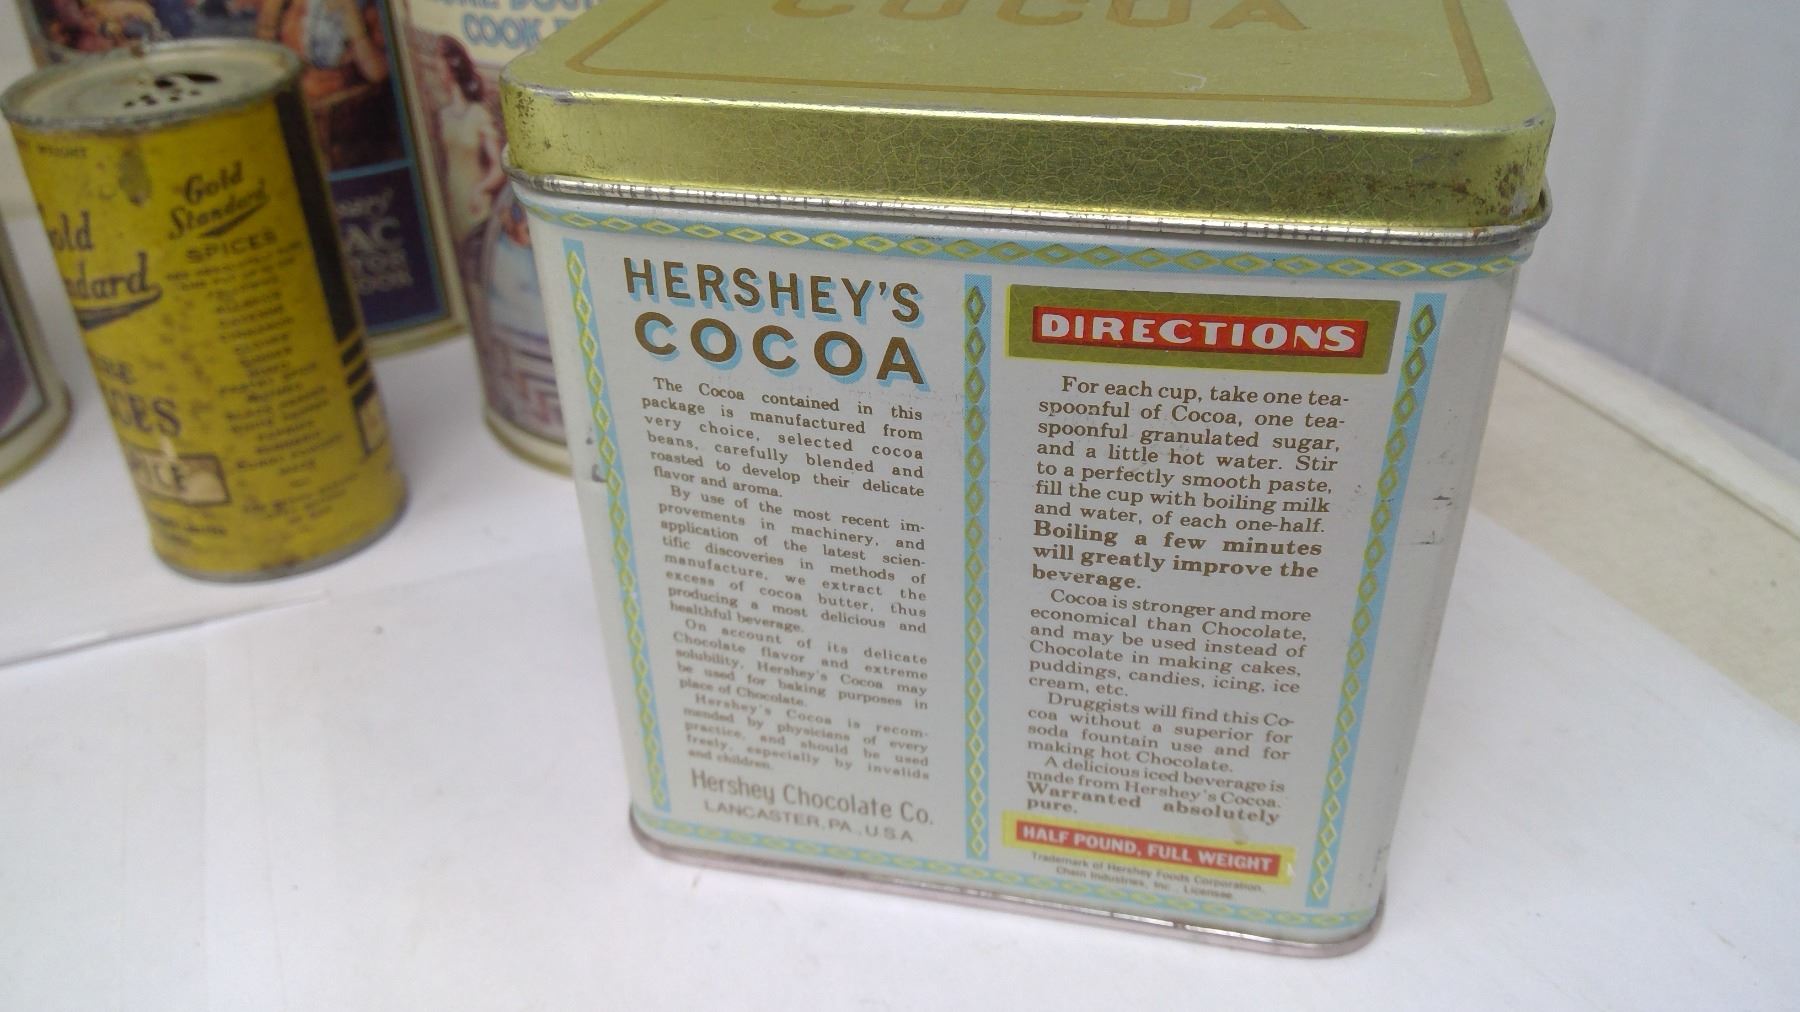 COCOA
COOK
Gold
Standard
SPICES
HERSHEY'S
COCOA
The Cocoa contained in this
package is manufactured from
very choice, selected cocoa
beans, carefully blended and
roasted to develop their delicate
flavor and aroma.
By use of the most recent im-
provements in machinery, and
application of the latest scien-
tific discoveries in methods of
manufacture, we extract the
excess of cocoa butter, thus
producing a most delicious and
healthful beverage.
On account of its delicate
Chocolate flavor and extreme
solubility, Hershey's Cocoa may
be used for baking purposes in
place of Chocolate.
Hershey's Cocoa is recom-
mended by physicians of every
practice, and should be used
freely, especially by invalids
and children.
Hershey Chocolate Co.
LANCASTER, PA., U.S.A
DIRECTIONS
For each cup, take one tea-
spoonful of Cocoa, one tea-
spoonful granulated sugar,
and a little hot water. Stir
to a perfectly smooth paste,
fill the cup with boiling milk
and water, of each one-half.
Boiling a few minutes
will greatly improve the
beverage.
Cocoa is stronger and more
economical than Chocolate,
and may be used instead of
Chocolate in making cakes,
puddings, candies, icing, ice
cream, etc.
Druggists will find this Co-
coa without a superior for
soda fountain use and for
making hot Chocolate.
A delicious iced beverage is
made from Hershey's Cocoa.
Warranted absolutely
pure.
HALF POUND, FULL WEIGHT
Trademark of Hershey Foods Corporation.
Chein Industries, Inc., Licensee